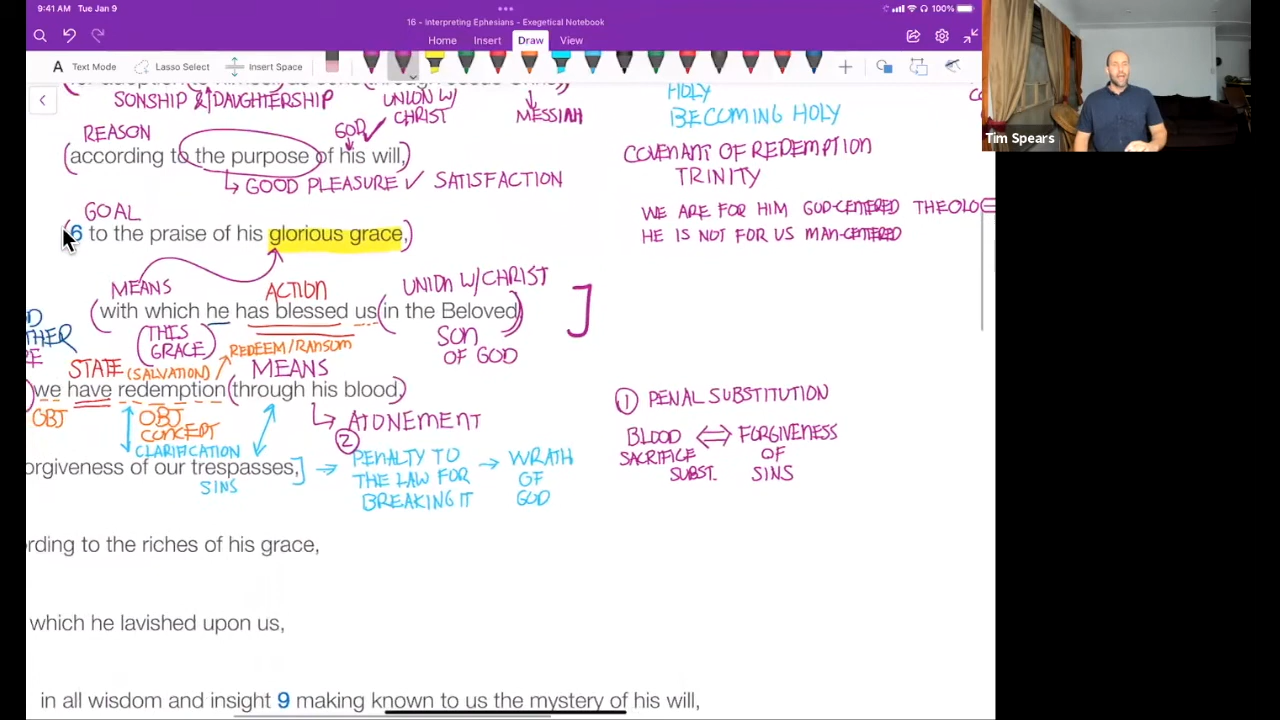 9:41 AM Tue Jan 9
100%
16 - Interpreting Ephesians - Exegetical Notebook
Home Insert Draw View
A Text Mode Lasso Select Insert Space
Tim Spears
SONSHIP & DAUGHTERSHIP
UNION W/
CHRIST
MESSIAH
HOLY
BECOMING HOLY
REASON
GOD
(according to the purpose of his will,)
GOOD PLEASURE ✓ SATISFACTION
COVENANT OF REDEMPTION
TRINITY
GOAL
(6 to the praise of his glorious grace,)
WE ARE FOR HIM GOD-CENTERED
HE IS NOT FOR US MAN-CENTERED
MEANS
ACTION
UNION W/CHRIST
(with which he has blessed us (in the Beloved)) ]
(THIS
GRACE)
REDEEM/RANSOM
SON
OF GOD
STATE
(SALVATION)
MEANS
) we have redemption (through his blood,)
OBJ
OBJ
CONCEPT
ATONEMENT
②
① PENAL SUBSTITUTION
BLOOD ⇔ FORGIVENESS
SACRIFICE OF
SUBST. SINS
CLARIFICATION
orgiveness of our trespasses, ]
SINS
→ PENALTY TO → WRATH
THE LAW FOR OF
BREAKING IT GOD
rding to the riches of his grace,
which he lavished upon us,
in all wisdom and insight 9 making known to us the mystery of his will,